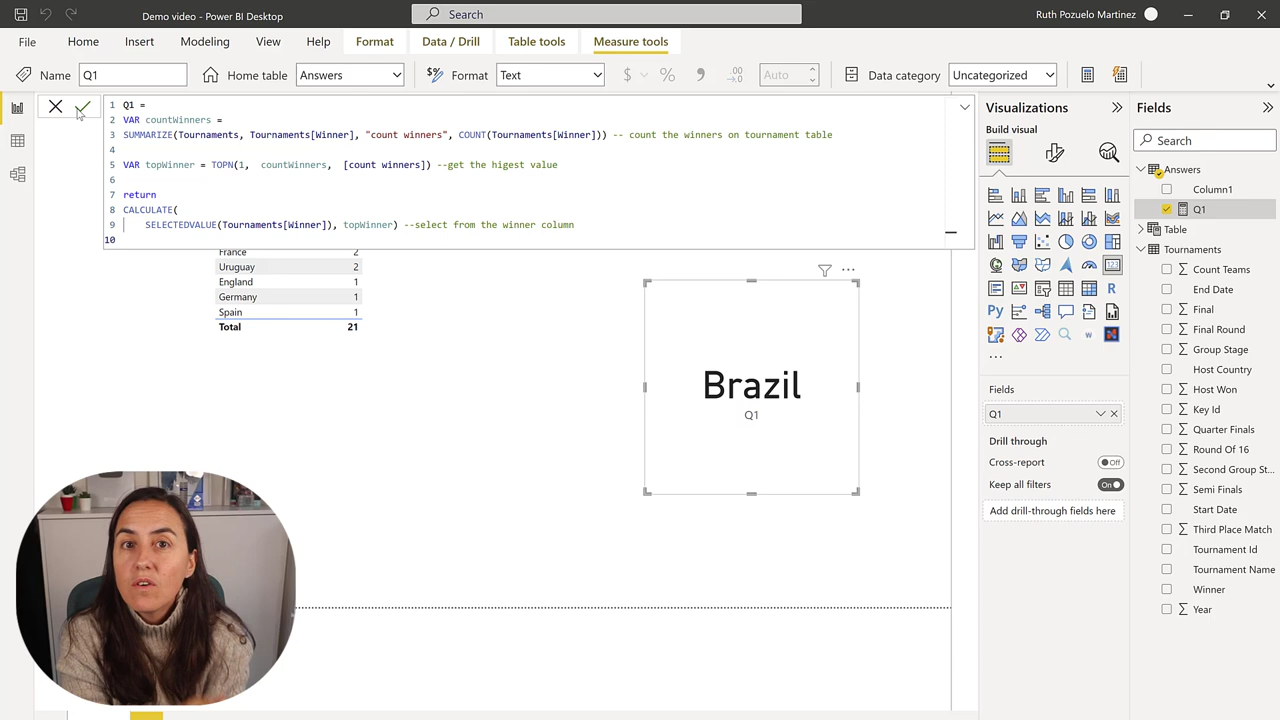 Demo video - Power BI Desktop
Search
Ruth Pozuelo Martinez
File
Home
Insert
Modeling
View
Help
Format
Data / Drill
Table tools
Measure tools
Name
Q1
Home table
Answers
Format
Text
$
%
Auto
Data category
Uncategorized
1 Q1 =
2 VAR countWinners =
3 SUMMARIZE(Tournaments, Tournaments[Winner], "count winners", COUNT(Tournaments[Winner])) -- count the winners on tournament table
4
5 VAR topWinner = TOPN(1, countWinners, [count winners]) --get the higest value
6
7 return
8 CALCULATE(
9 SELECTEDVALUE(Tournaments[Winner]), topWinner) --select from the winner column
10
France 2
Uruguay 2
England 1
Germany 1
Spain 1
Total 21
Brazil
Q1
Visualizations
Build visual
R
Py
Fields
Q1
Drill through
Cross-report
Off
Keep all filters
On
Add drill-through fields here
Fields
Search
Answers
Column1
Q1
Table
Tournaments
Count Teams
End Date
Final
Final Round
Group Stage
Host Country
Host Won
Key Id
Quarter Finals
Round Of 16
Second Group St...
Semi Finals
Start Date
Third Place Match
Tournament Id
Tournament Name
Winner
Year